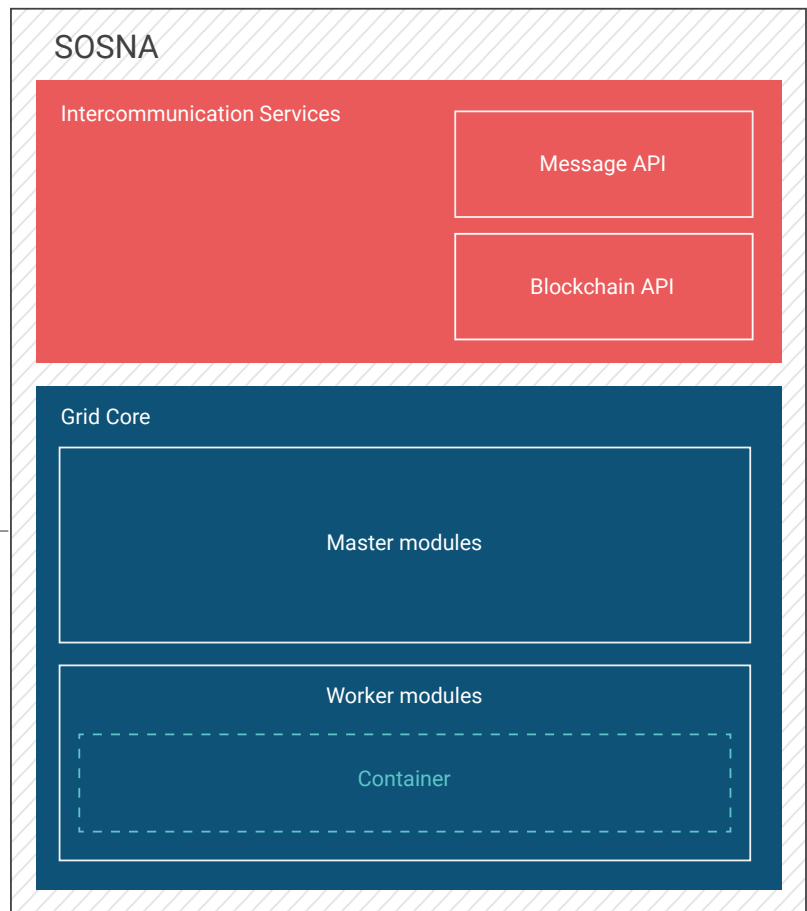 SOSNA
Intercommunication Services
Message API
Blockchain API
Grid Core
Master modules
Worker modules
Container